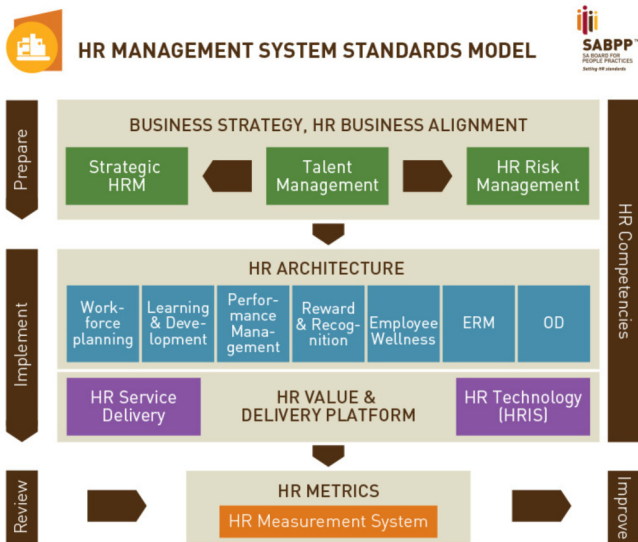 HR MANAGEMENT SYSTEM STANDARDS MODEL
SABPP™
SA BOARD FOR
PEOPLE PRACTICES
Setting HR standards
Prepare
BUSINESS STRATEGY, HR BUSINESS ALIGNMENT
Strategic
HRM
Talent
Management
HR Risk
Management
HR Competencies
Implement
HR ARCHITECTURE
Work-
force
planning
Learning
& Deve-
lopment
Perfor-
mance
Mana-
gement
Reward
& Recog-
nition
Employee
Wellness
ERM
OD
HR Service
Delivery
HR VALUE &
DELIVERY PLATFORM
HR Technology
(HRIS)
Review
HR METRICS
HR Measurement System
Improve